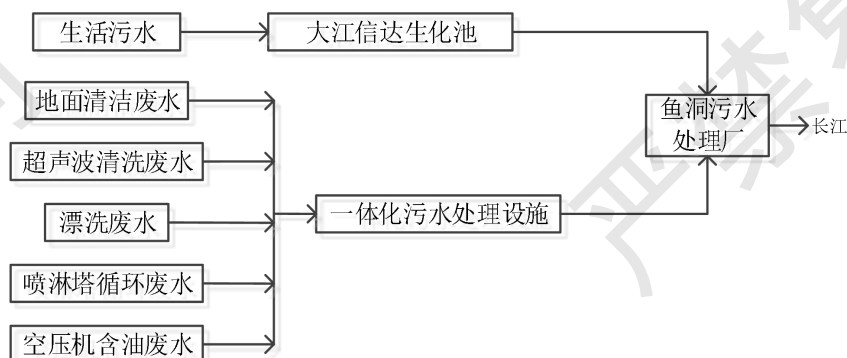 生活污水
大江信达生化池
地面清洁废水
鱼洞污水
处理厂
长江
超声波清洗废水
漂洗废水
一体化污水处理设施
喷淋塔循环废水
空压机含油废水
严禁复